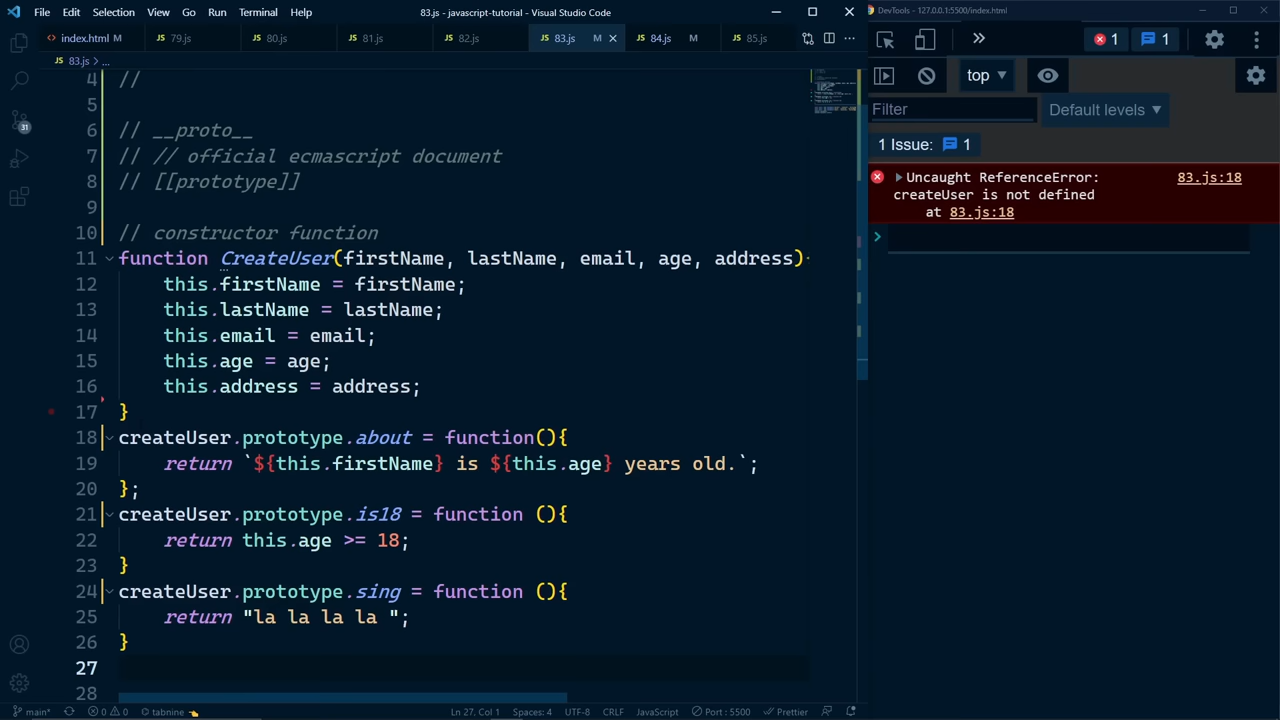 File Edit Selection View Go Run Terminal Help 83.js - javascript-tutorial - Visual Studio Code
index.html M 79.js 80.js 81.js 82.js 83.js M 84.js M 85.js
83.js > ...
4 //
5
6 // __proto__
7 // // official ecmascript document
8 // [[prototype]]
9
10 // constructor function
11 function CreateUser(firstName, lastName, email, age, address)
12 this.firstName = firstName;
13 this.lastName = lastName;
14 this.email = email;
15 this.age = age;
16 this.address = address;
17 }
18 createUser.prototype.about = function(){
19 return `${this.firstName} is ${this.age} years old.`;
20 };
21 createUser.prototype.is18 = function (){
22 return this.age >= 18;
23 }
24 createUser.prototype.sing = function (){
25 return "la la la la ";
26 }
27
28
31
main* 0 0 tabnine Ln 27, Col 1 Spaces: 4 UTF-8 CRLF JavaScript Port : 5500 Prettier
DevTools - 127.0.0.1:5500/index.html
1 1
top
Filter Default levels
1 Issue: 1
Uncaught ReferenceError: 83.js:18
createUser is not defined
at 83.js:18